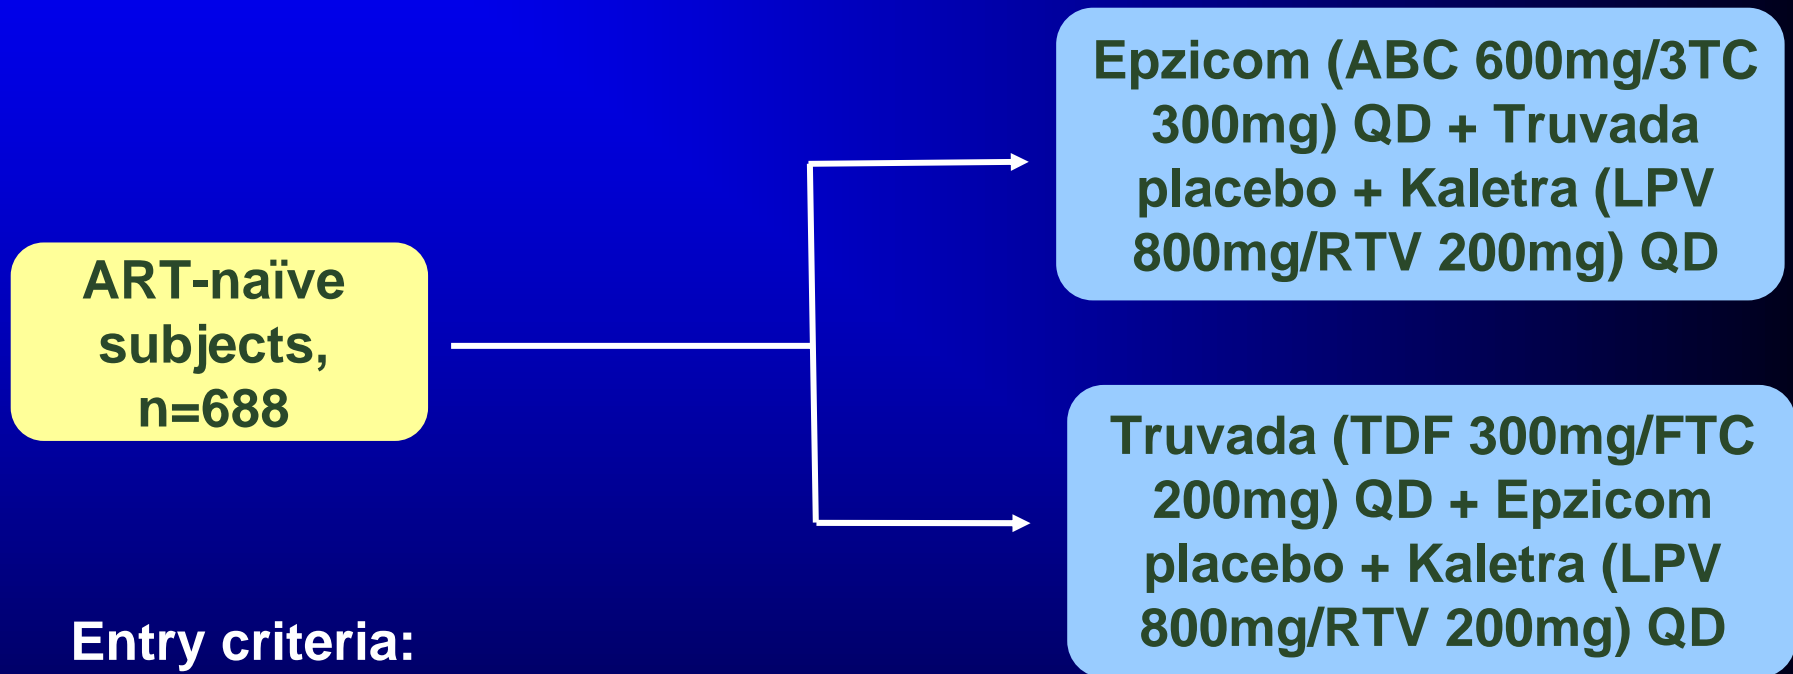 ART-naïve
subjects,
n=688
Epzicom (ABC 600mg/3TC
300mg) QD + Truvada
placebo + Kaletra (LPV
800mg/RTV 200mg) QD
Truvada (TDF 300mg/FTC
200mg) QD + Epzicom
placebo + Kaletra (LPV
800mg/RTV 200mg) QD
Entry criteria: